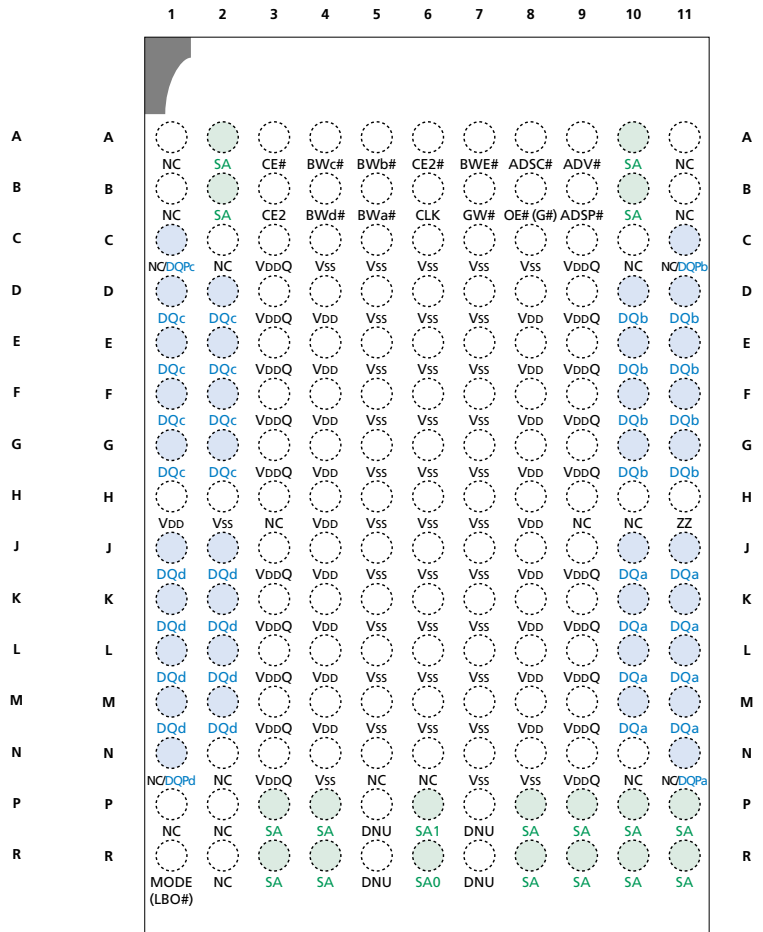 1 2 3 4 5 6 7 8 9 10 11
A A A
NC SA CE# BWc# BWb# CE2# BWE# ADSC# ADV# SA NC
B B B
NC SA CE2 BWd# BWa# CLK GW# OE# (G#) ADSP# SA NC
C C C
NC/DQPc NC VDDQ VSS VSS VSS VSS VSS VDDQ NC NC/DQPb
D D D
DQc DQc VDDQ VDD VSS VSS VSS VDD VDDQ DQb DQb
E E E
DQc DQc VDDQ VDD VSS VSS VSS VDD VDDQ DQb DQb
F F F
DQc DQc VDDQ VDD VSS VSS VSS VDD VDDQ DQb DQb
G G G
DQc DQc VDDQ VDD VSS VSS VSS VDD VDDQ DQb DQb
H H H
VDD VSS NC VDD VSS VSS VSS VDD NC NC ZZ
J J J
DQd DQd VDDQ VDD VSS VSS VSS VDD VDDQ DQa DQa
K K K
DQd DQd VDDQ VDD VSS VSS VSS VDD VDDQ DQa DQa
L L L
DQd DQd VDDQ VDD VSS VSS VSS VDD VDDQ DQa DQa
M M M
DQd DQd VDDQ VDD VSS VSS VSS VDD VDDQ DQa DQa
N N N
NC/DQPd NC VDDQ VSS NC NC VSS VSS VDDQ NC NC/DQPa
P P P
NC NC SA SA DNU SA1 DNU SA SA SA SA
R R R
MODE NC SA SA DNU SA0 DNU SA SA SA SA
(LBO#)